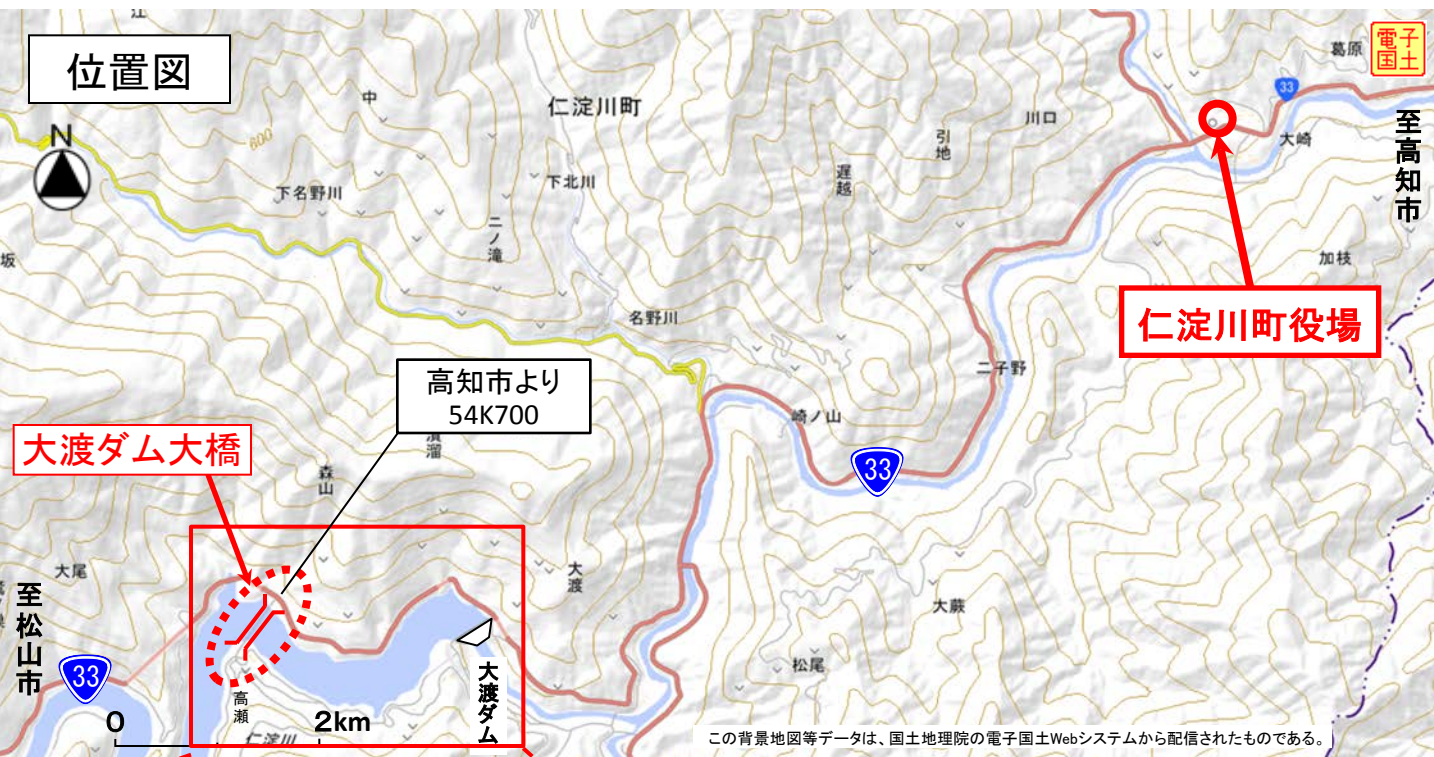 江
位置図
電子
国土
葛原
33
中
仁淀川町
川口
引地
大崎
至高知市
600
N
下名野川
下北川
遅越
二ノ滝
坂
加枝
名野川
仁淀川町役場
二子野
高知市より
54K700
崎ノ山
大渡ダム大橋
森山
33
大尾
大渡
大蕨
至松山市
松尾
33
高瀬
大渡ダム
0
2km
仁淀川
この背景地図等データは、国土地理院の電子国土Webシステムから配信されたものである。